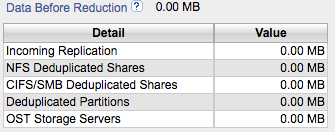 Data Before Reduction ? 0.00 MB
Detail Value
Incoming Replication 0.00 MB
NFS Deduplicated Shares 0.00 MB
CIFS/SMB Deduplicated Shares 0.00 MB
Deduplicated Partitions 0.00 MB
OST Storage Servers 0.00 MB